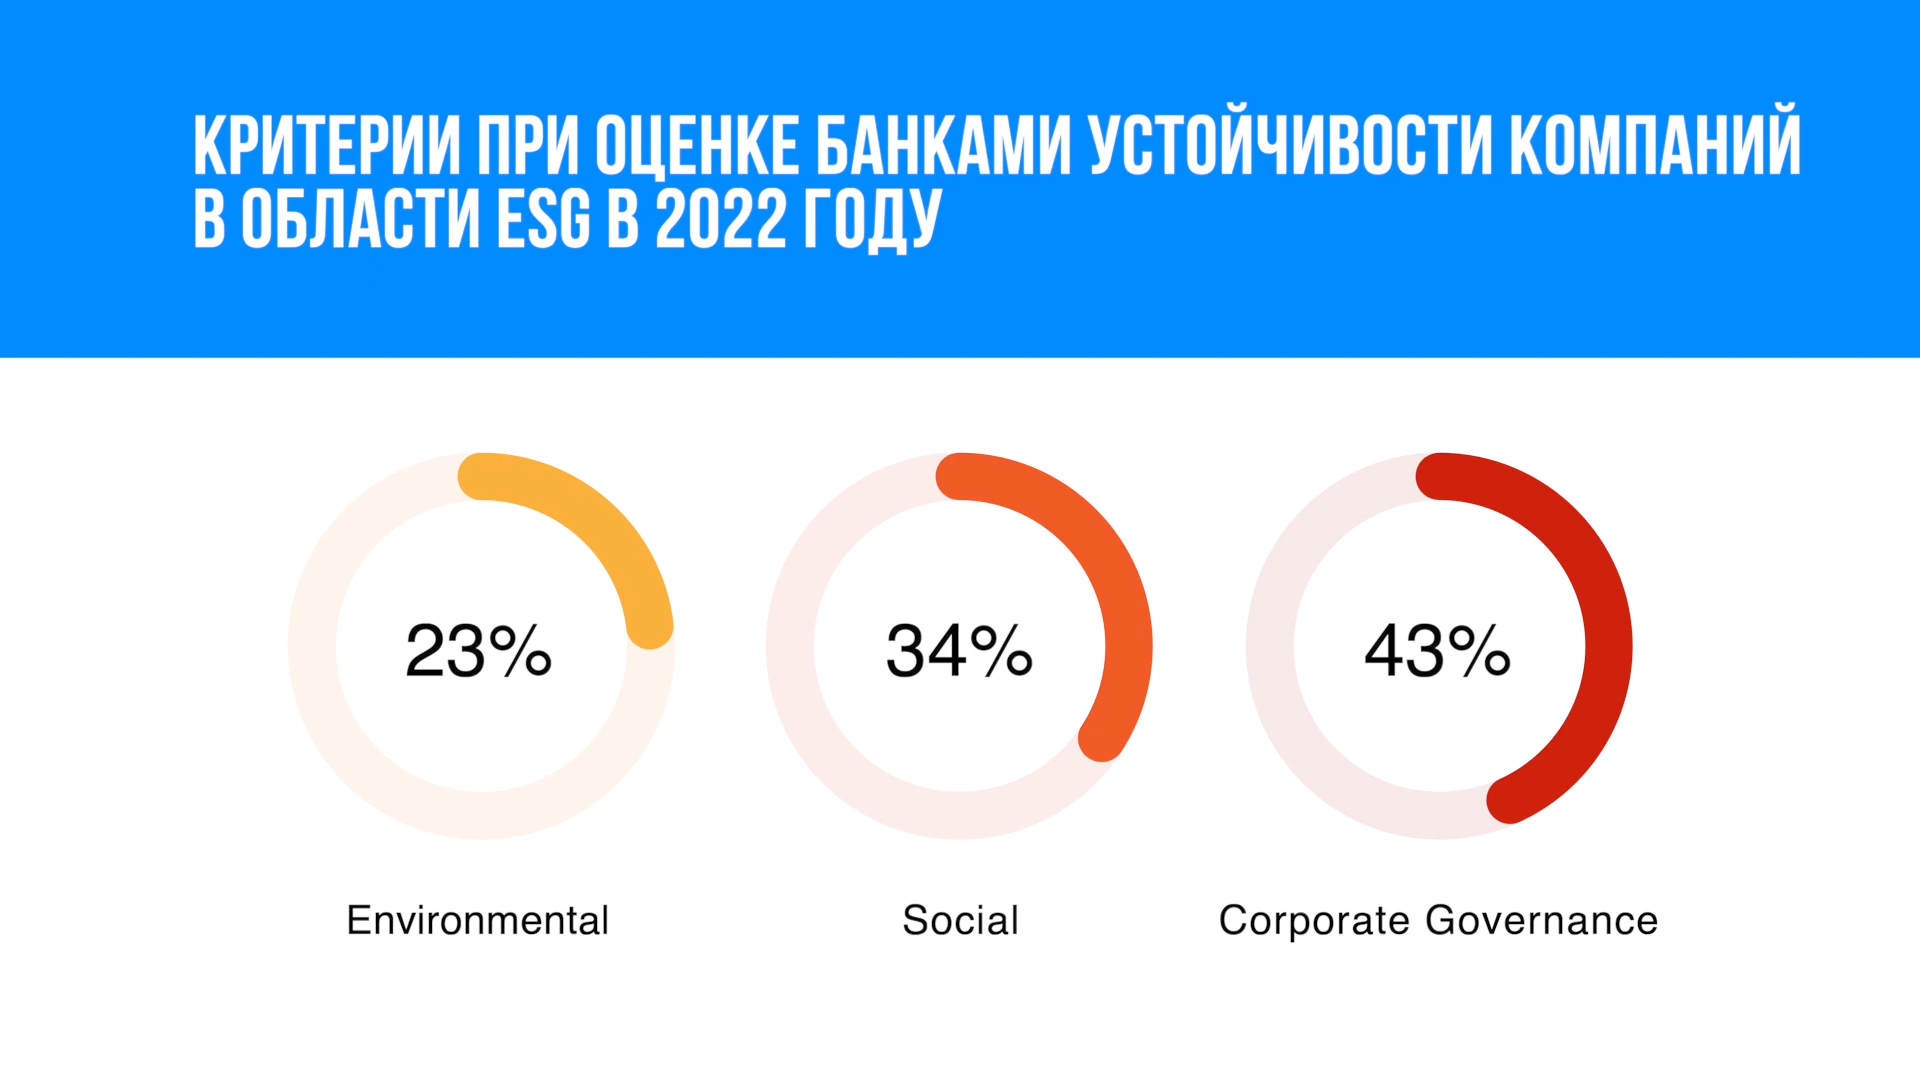 КРИТЕРИИ ПРИ ОЦЕНКЕ БАНКАМИ УСТОЙЧИВОСТИ КОМПАНИЙ
В ОБЛАСТИ ESG В 2022 ГОДУ
23%
34%
43%
Environmental
Social
Corporate Governance